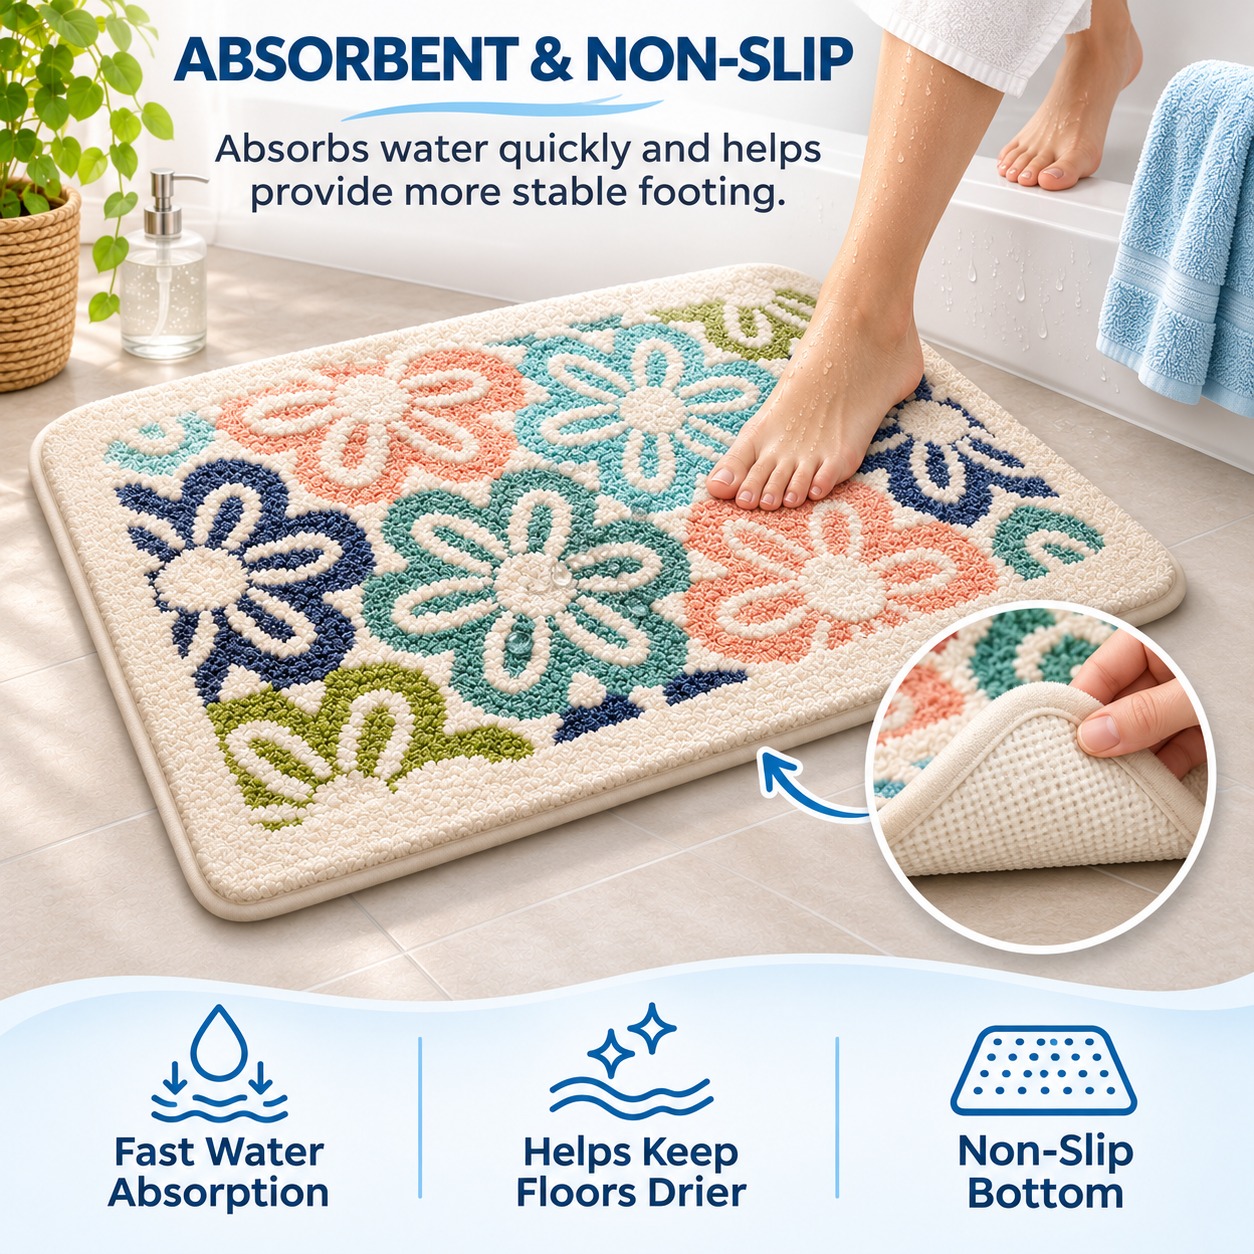 ABSORBENT & NON-SLIP
Absorbs water quickly and helps
provide more stable footing.
Fast Water
Absorption
Helps Keep
Floors Drier
Non-Slip
Bottom